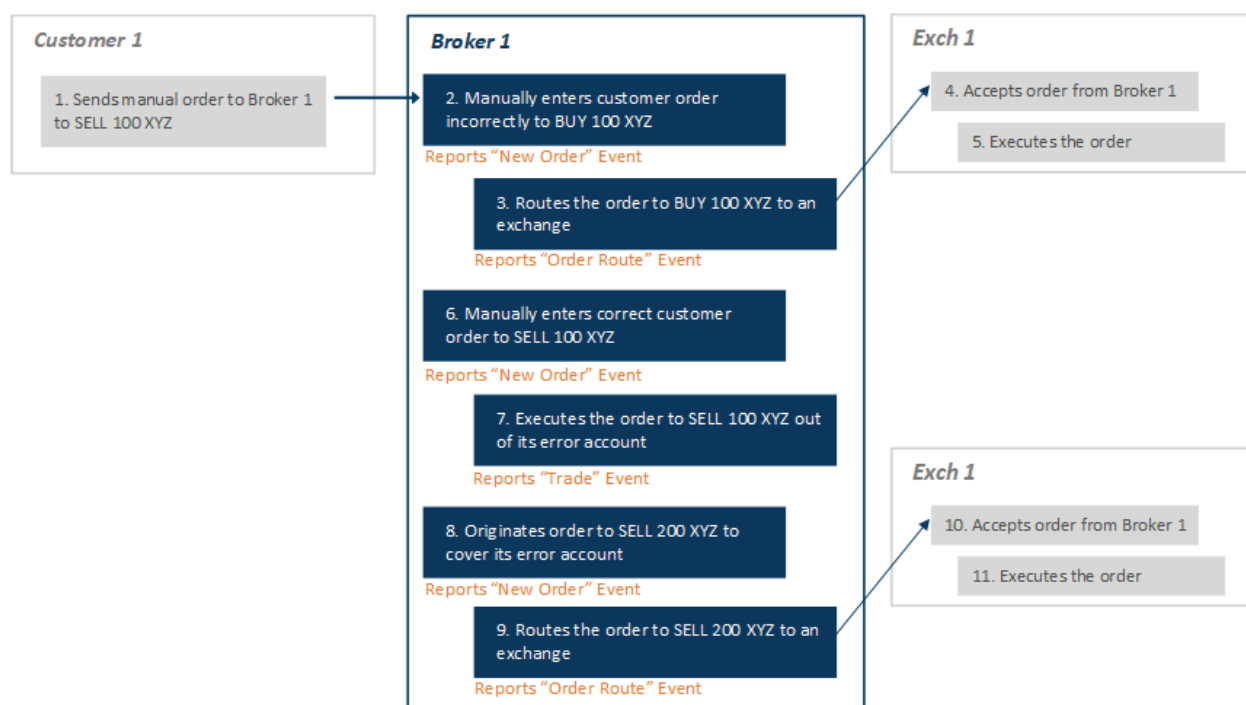 Customer 1
1. Sends manual order to Broker 1
to SELL 100 XYZ
Broker 1
2. Manually enters customer order
incorrectly to BUY 100 XYZ
Reports “New Order” Event
3. Routes the order to BUY 100 XYZ to an
exchange
Reports “Order Route” Event
Exch 1
4. Accepts order from Broker 1
5. Executes the order
6. Manually enters correct customer
order to SELL 100 XYZ
Reports “New Order” Event
7. Executes the order to SELL 100 XYZ out
of its error account
Reports “Trade” Event
8. Originates order to SELL 200 XYZ to
cover its error account
Reports “New Order” Event
9. Routes the order to SELL 200 XYZ to an
exchange
Reports “Order Route” Event
Exch 1
10. Accepts order from Broker 1
11. Executes the order